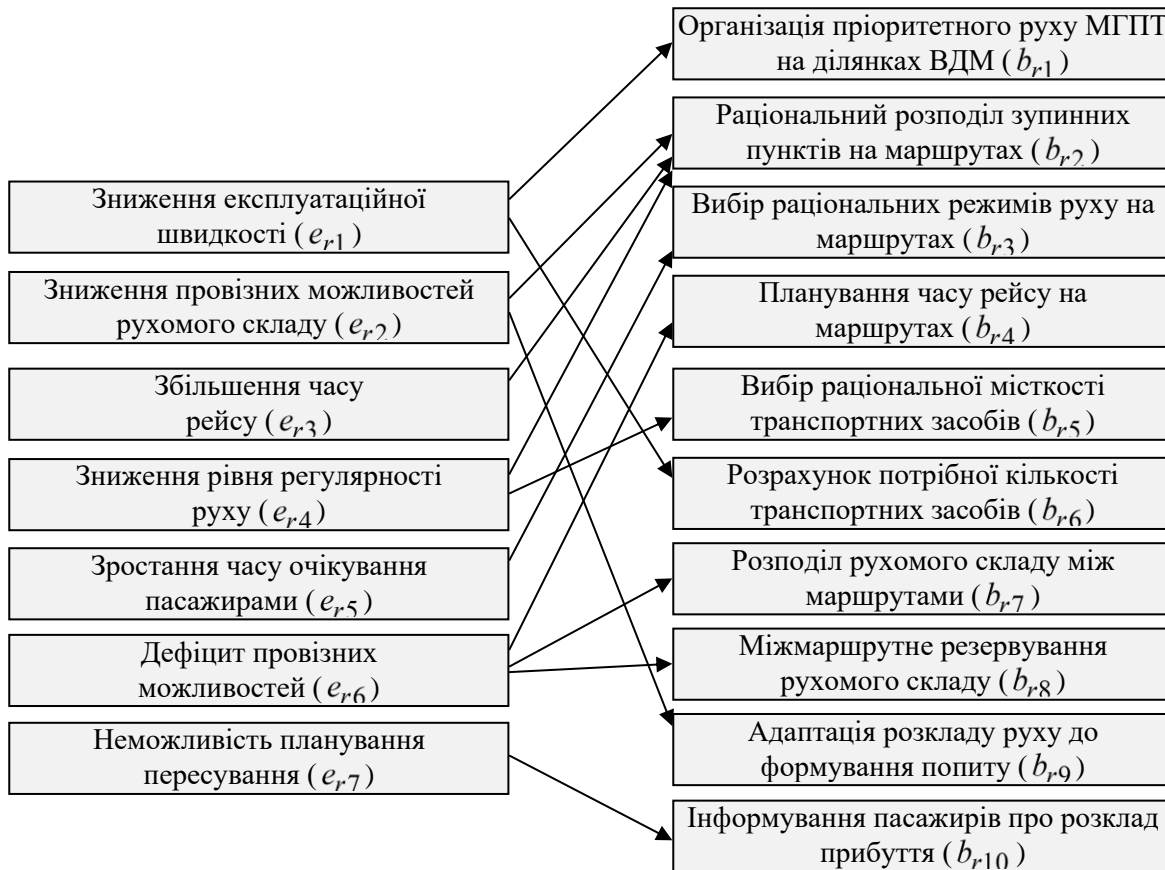 Зниження експлуатаційної
швидкості (e_r1)
Зниження провізних можливостей
рухомого складу (e_r2)
Збільшення часу
рейсу (e_r3)
Зниження рівня регулярності
руху (e_r4)
Зростання часу очікування
пасажирами (e_r5)
Дефіцит провізних
можливостей (e_r6)
Неможливість планування
пересування (e_r7)
Організація пріоритетного руху МГПТ
на ділянках ВДМ (b_r1)
Раціональний розподіл зупинних
пунктів на маршрутах (b_r2)
Вибір раціональних режимів руху на
маршрутах (b_r3)
Планування часу рейсу на
маршрутах (b_r4)
Вибір раціональної місткості
транспортних засобів (b_r5)
Розрахунок потрібної кількості
транспортних засобів (b_r6)
Розподіл рухомого складу між
маршрутами (b_r7)
Міжмаршрутне резервування
рухомого складу (b_r8)
Адаптація розкладу руху до
формування попиту (b_r9)
Інформування пасажирів про розклад
прибуття (b_r10)